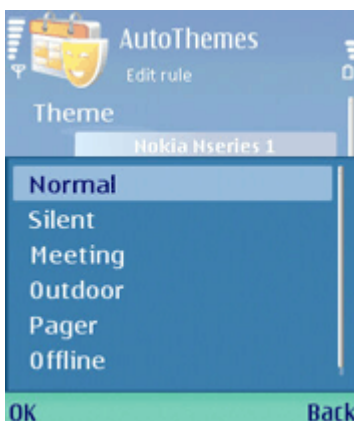 AutoThemes
Edit rule
Theme
Nokia Nseries 1
Normal
Silent
Meeting
Outdoor
Pager
Offline
OK Back